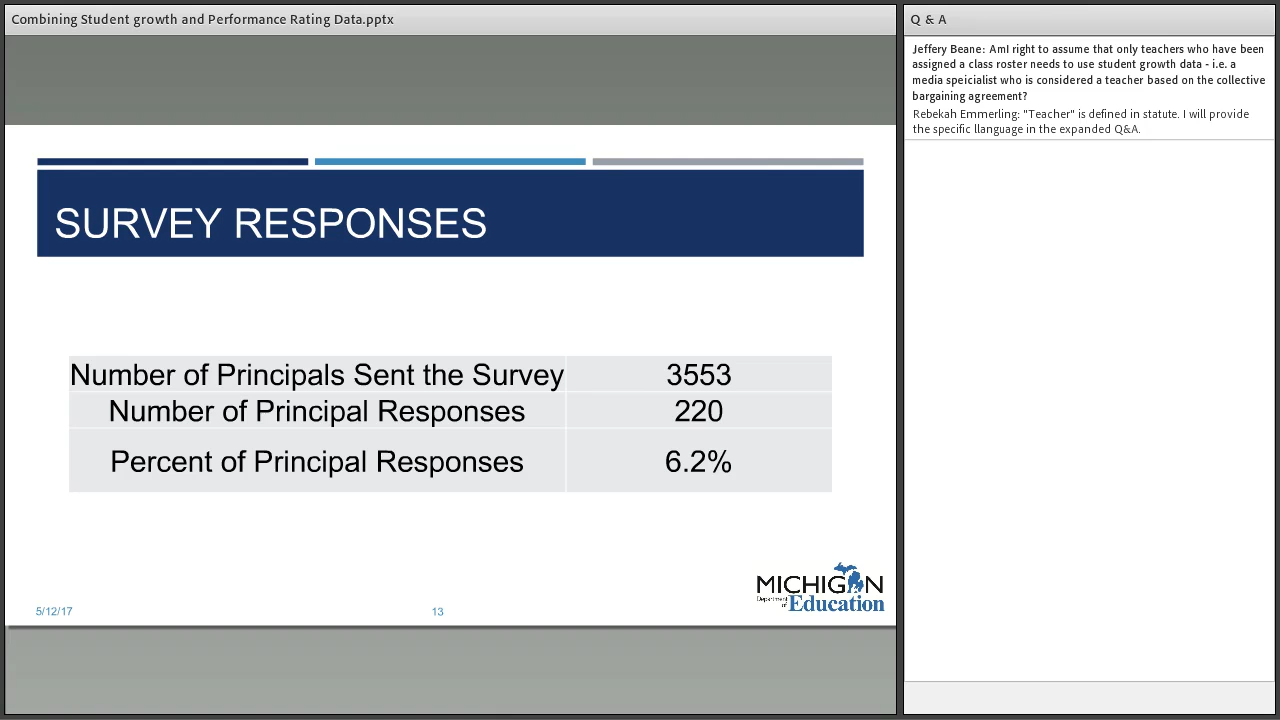 Combining Student growth and Performance Rating Data.pptx
SURVEY RESPONSES
Number of Principals Sent the Survey 3553
Number of Principal Responses 220
Percent of Principal Responses 6.2%
MICHIGAN
Department of Education
5/12/17 13
Q & A
Jeffery Beane: AmI right to assume that only teachers who have been
assigned a class roster needs to use student growth data - i.e. a
media speicialist who is considered a teacher based on the collective
bargaining agreement?
Rebekah Emmerling: "Teacher" is defined in statute. I will provide
the specific llanguage in the expanded Q&A.